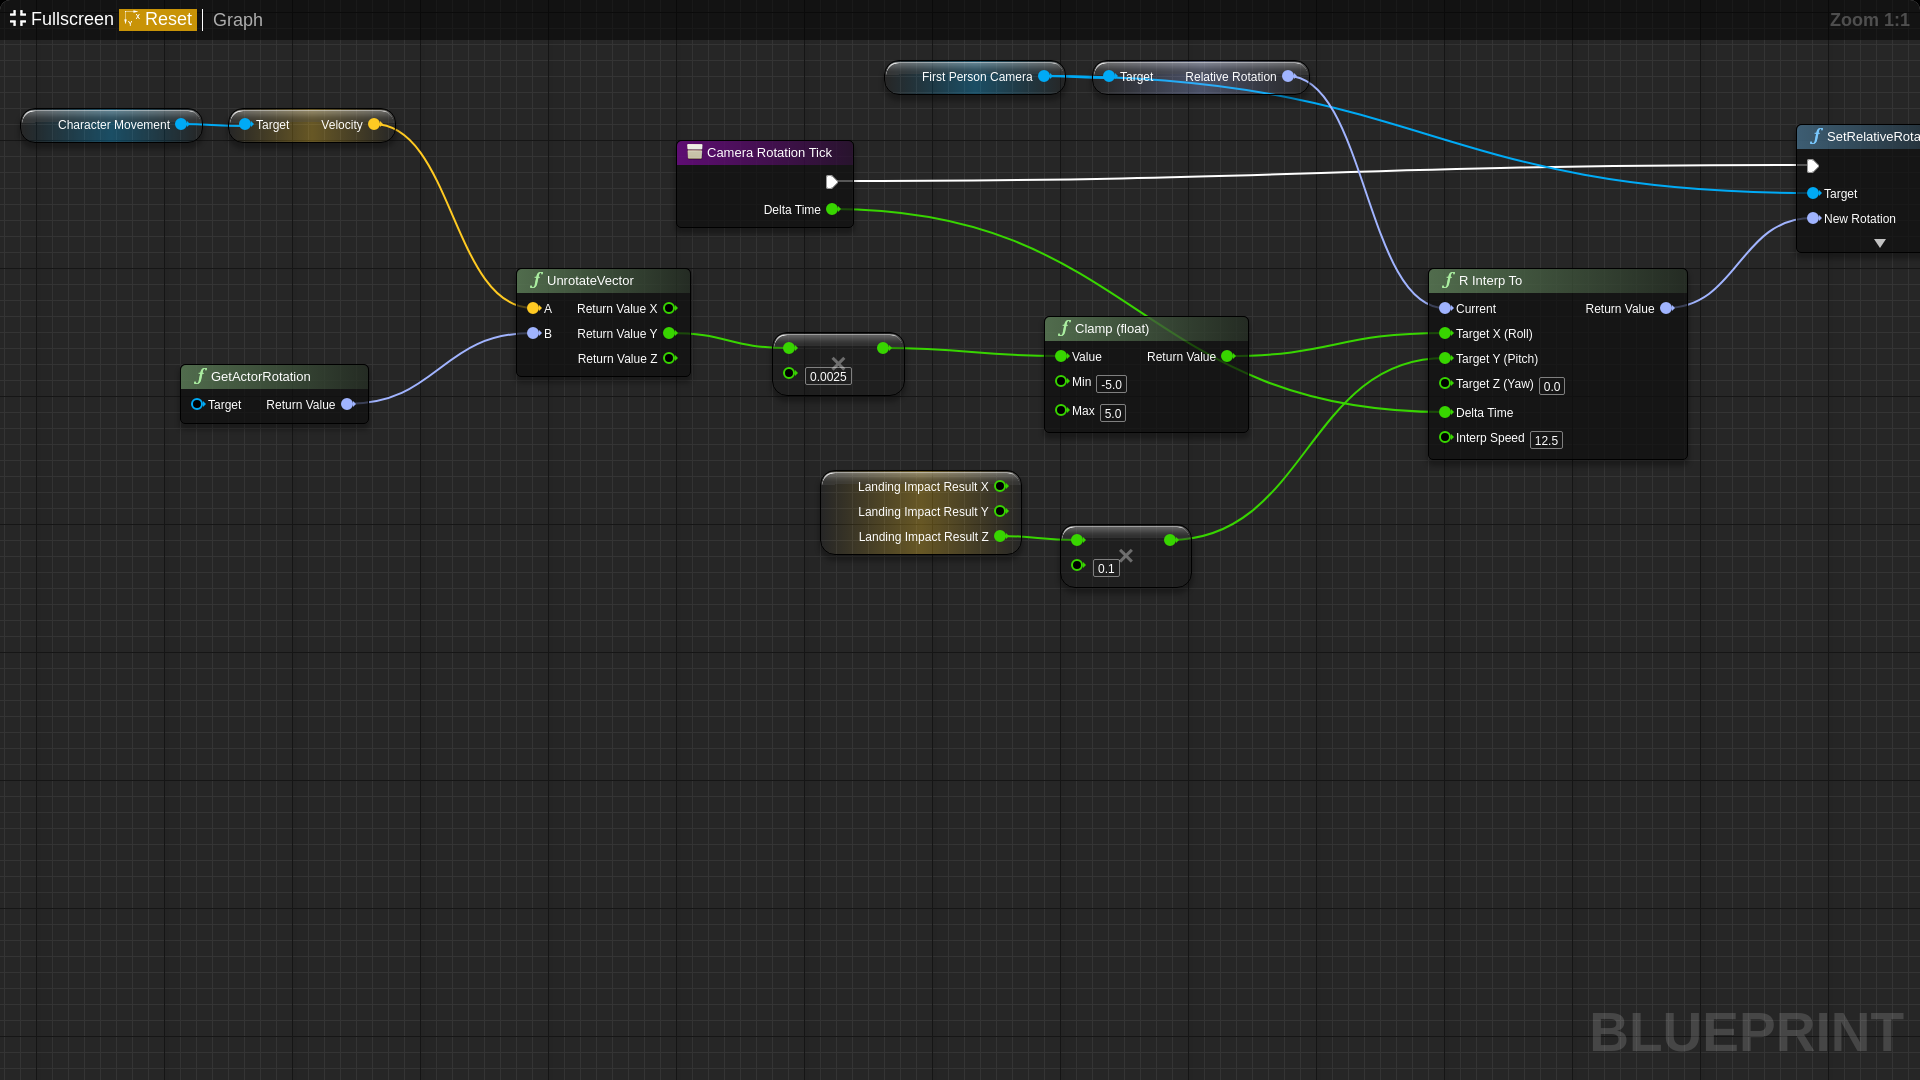 Fullscreen Reset Graph
Zoom 1:1
First Person Camera
Target Relative Rotation
Character Movement
Target Velocity
Camera Rotation Tick
Delta Time
SetRelativeRota
Target
New Rotation
UnrotateVector
A Return Value X
B Return Value Y
Return Value Z
R Interp To
Current Return Value
Target X (Roll)
Target Y (Pitch)
Target Z (Yaw) 0.0
Delta Time
Interp Speed 12.5
Clamp (float)
Value Return Value
Min -5.0
Max 5.0
0.0025
GetActorRotation
Target Return Value
Landing Impact Result X
Landing Impact Result Y
Landing Impact Result Z
0.1
BLUEPRINT